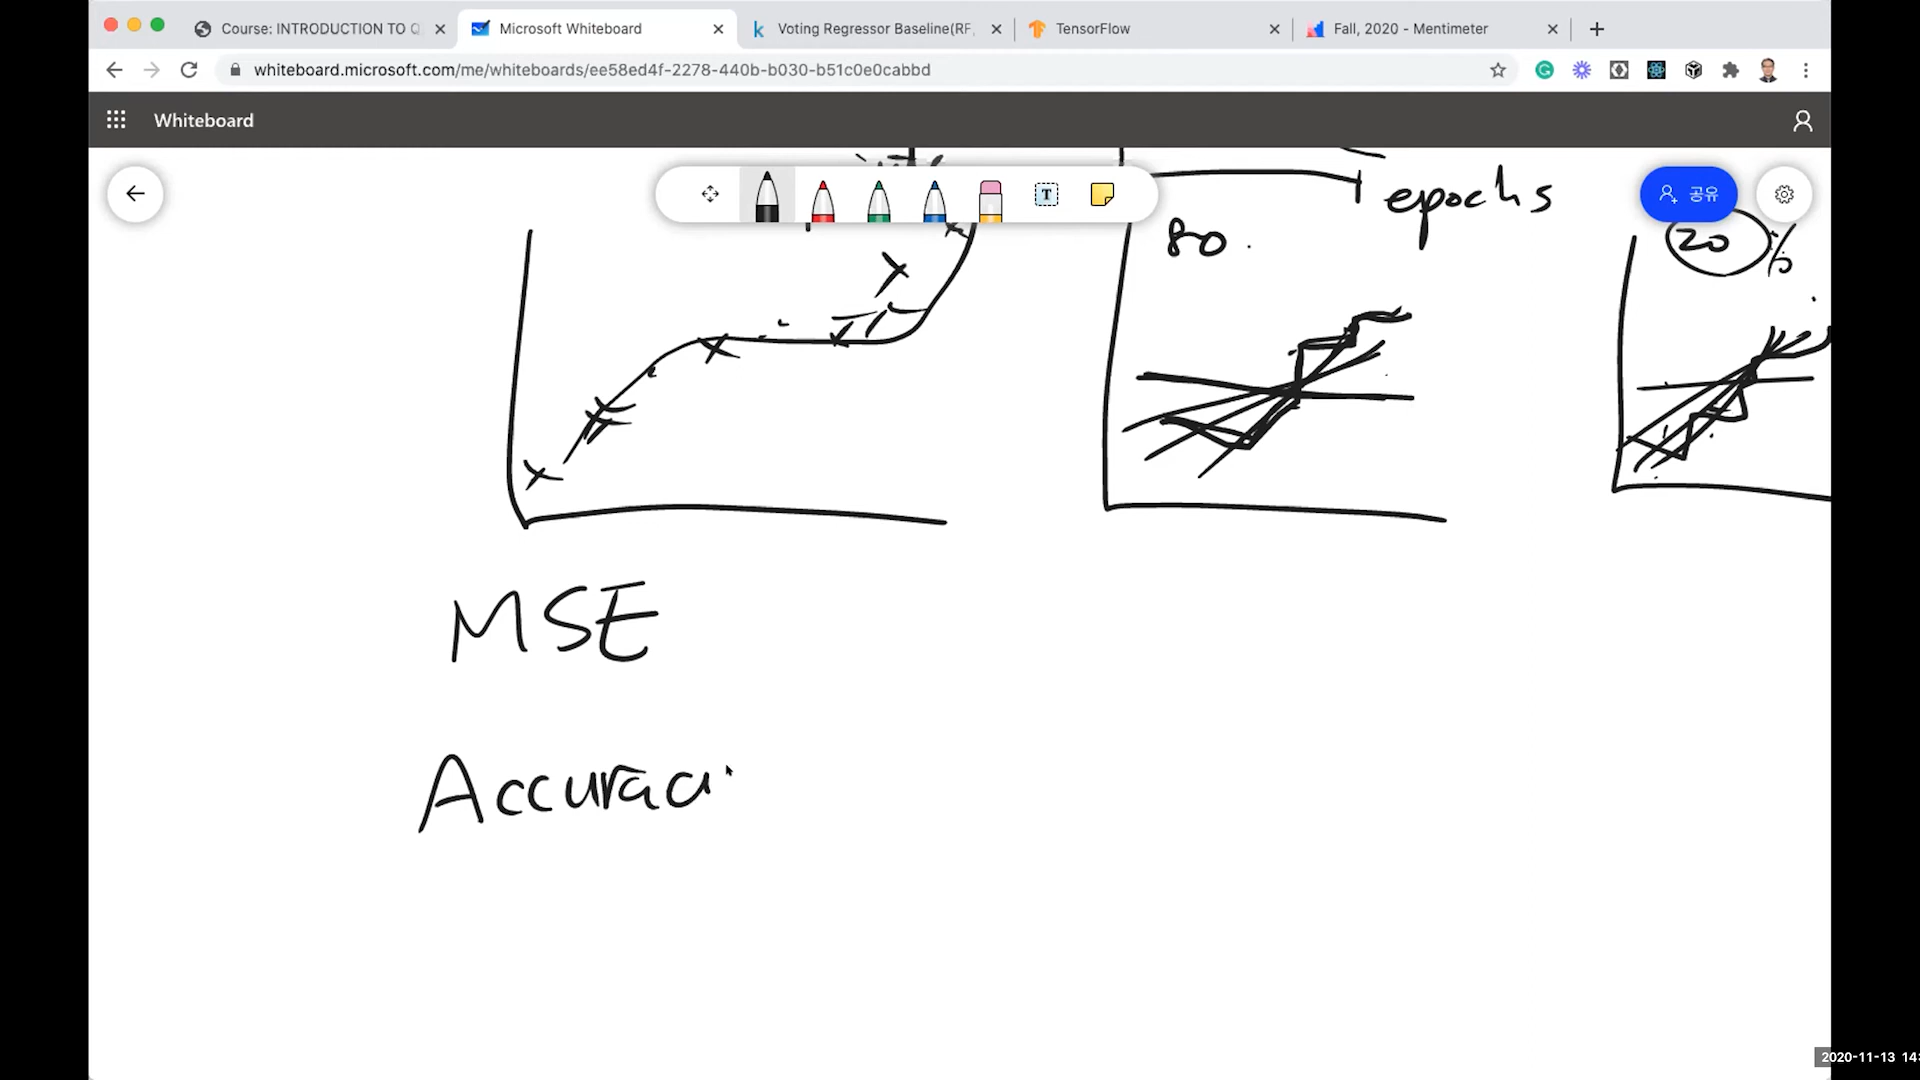 Course: INTRODUCTION TO Q
Microsoft Whiteboard
Voting Regressor Baseline(RF,
TensorFlow
Fall, 2020 - Mentimeter
whiteboard.microsoft.com/me/whiteboards/ee58ed4f-2278-440b-b030-b51c0e0cabbd
Whiteboard
T
공유
epochs
80
20 %
MSE
Accurac
2020-11-13 14: